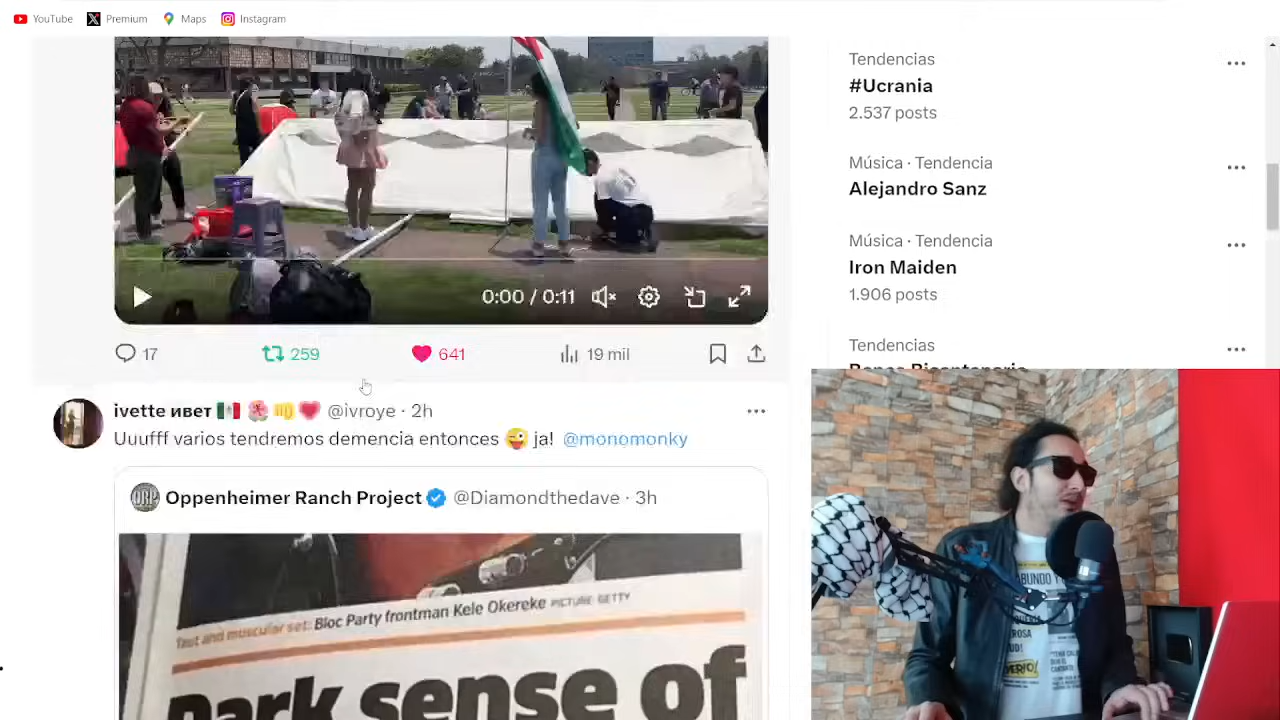 YouTube
Premium
Maps
Instagram
0:00 / 0:11
17
259
641
19 mil
ivette ивет @ivroye · 2h
Uuufff varios tendremos demencia entonces ja! @monomonky
Oppenheimer Ranch Project @Diamondthedave · 3h
Bloc Party frontman Kele Okereke PICTURE: GETTY
Dark sense of
Tendencias
#Ucrania
2.537 posts
Música · Tendencia
Alejandro Sanz
Música · Tendencia
Iron Maiden
1.906 posts
Tendencias